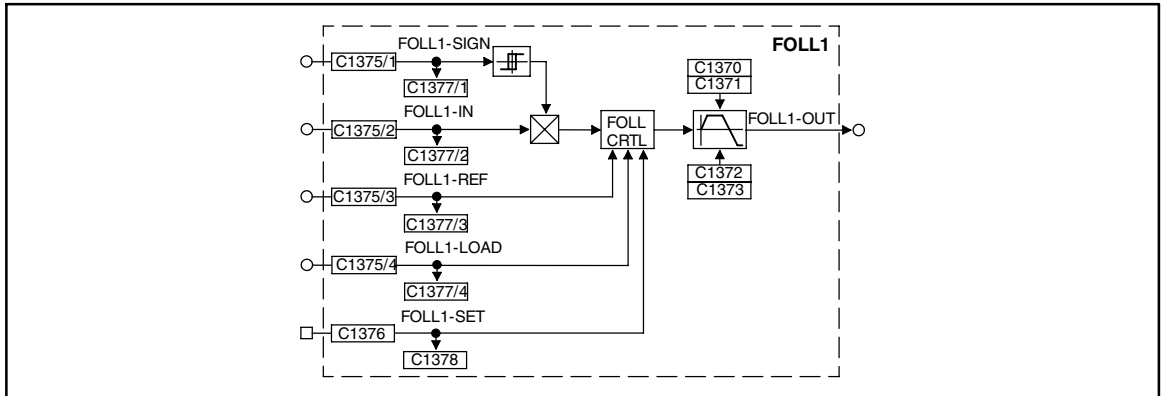 FOLL1
FOLL1-SIGN
C1375/1
C1377/1
C1370
C1371
FOLL1-IN
C1375/2
C1377/2
FOLL
CRTL
FOLL1-OUT
C1372
C1373
FOLL1-REF
C1375/3
C1377/3
FOLL1-LOAD
C1375/4
C1377/4
FOLL1-SET
C1376
C1378